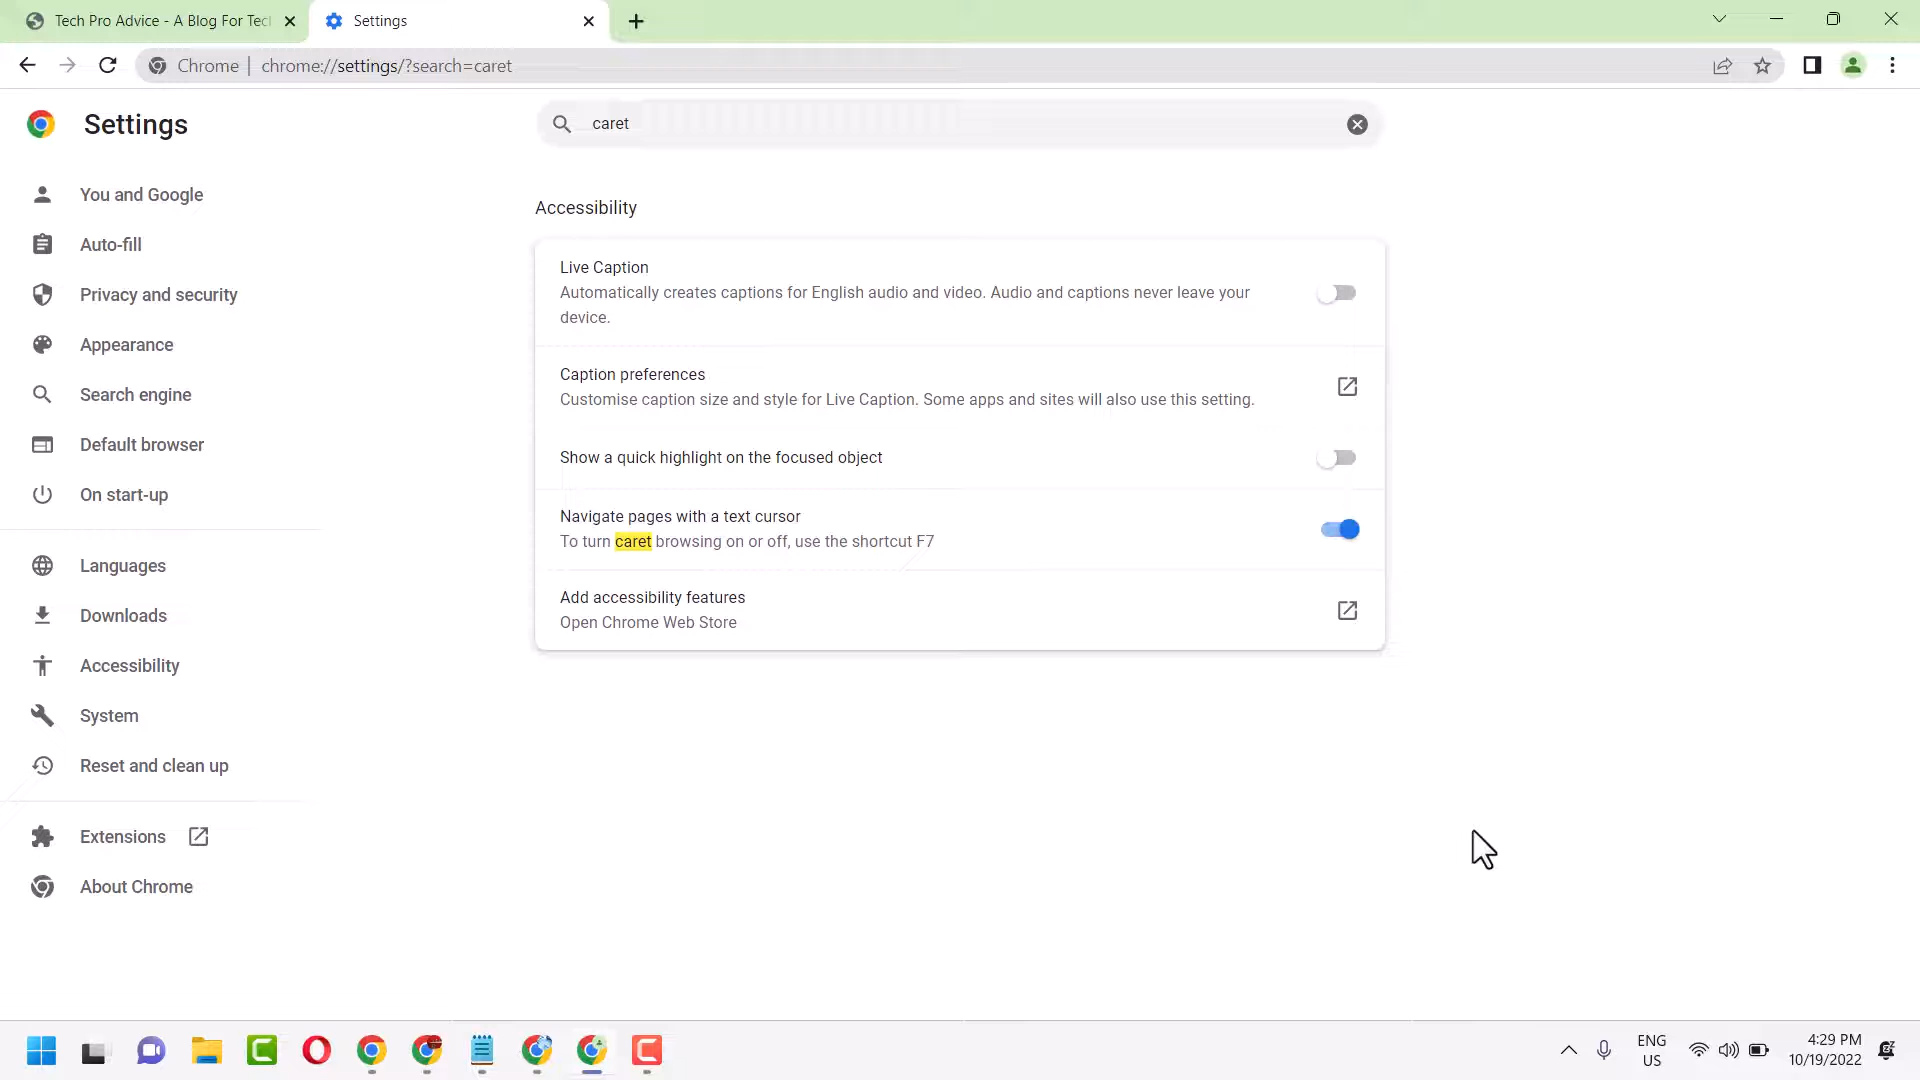 Tech Pro Advice - A Blog For Tec
Settings
Chrome | chrome://settings/?search=caret
Settings
caret
You and Google
Auto-fill
Privacy and security
Appearance
Search engine
Default browser
On start-up
Languages
Downloads
Accessibility
System
Reset and clean up
Extensions
About Chrome
Accessibility
Live Caption
Automatically creates captions for English audio and video. Audio and captions never leave your
device.
Caption preferences
Customise caption size and style for Live Caption. Some apps and sites will also use this setting.
Show a quick highlight on the focused object
Navigate pages with a text cursor
To turn caret browsing on or off, use the shortcut F7
Add accessibility features
Open Chrome Web Store
ENG
US
4:29 PM
10/19/2022